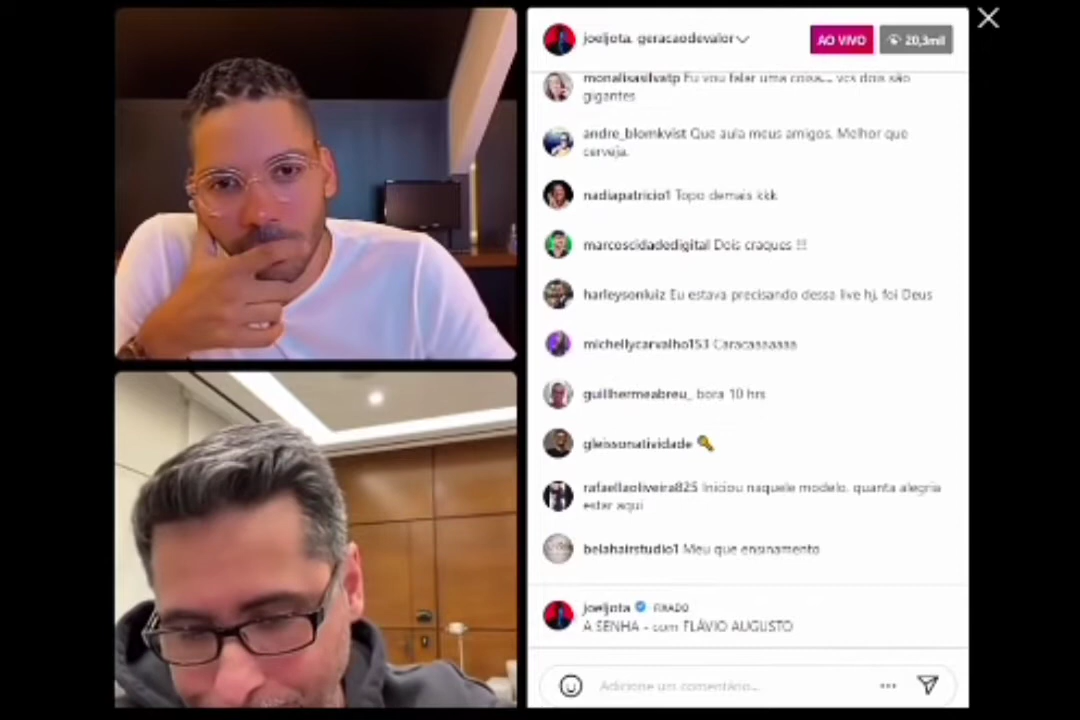 joeljota, geracaodevalor
AO VIVO
20,3mil
monalisasilvatp Eu vou falar uma coisa.... vcs dois são
gigantes
andre_blomkvist Que aula meus amigos. Melhor que
cerveja.
nadiapatricio1 Topo demais kkk
marcoscidadedigital Dois craques !!!
harleysonluiz Eu estava precisando dessa live hj, foi Deus
michellycarvalho153 Caracaaaaaaa
guilhermeabreu_ bora 10 hrs
gleissonatividade
rafaellaoliveira825 Iniciou naquele modelo, quanta alegria
estar aqui
belahairstudio1 Meu que ensinamento
joeljota FIXADO
A SENHA - com FLÁVIO AUGUSTO
Adicione um comentário...